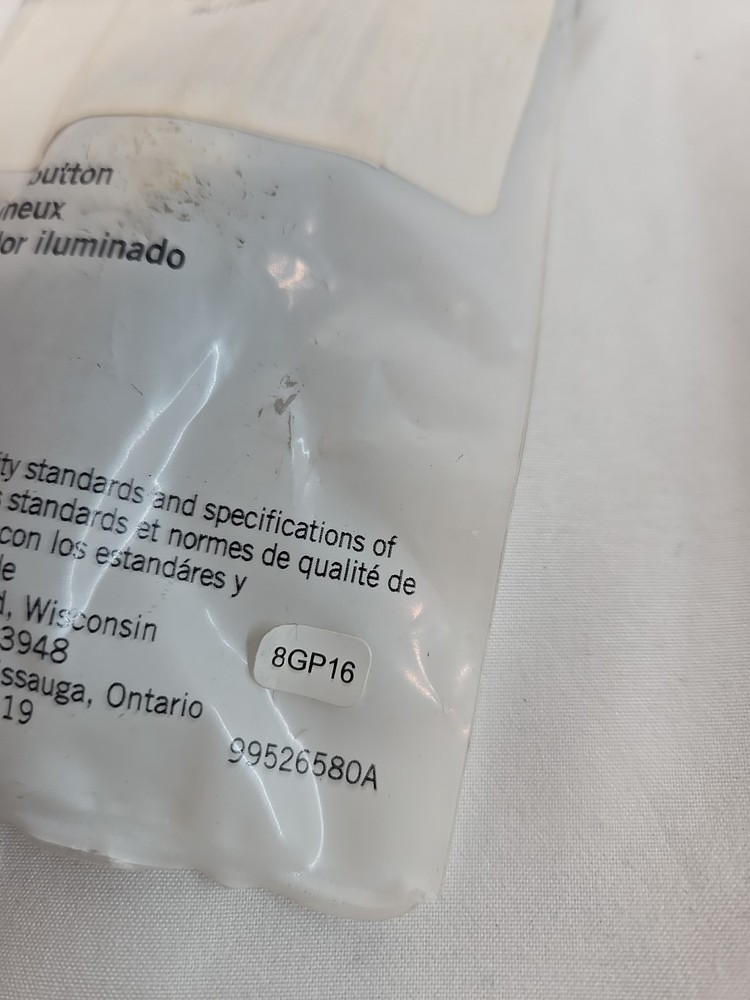 button
neux
or iluminado
ty standards and specifications of
standards et normes de qualité de
con los estandáres y
le
d, Wisconsin
3948
8GP16
ssauga, Ontario
19
99526580A